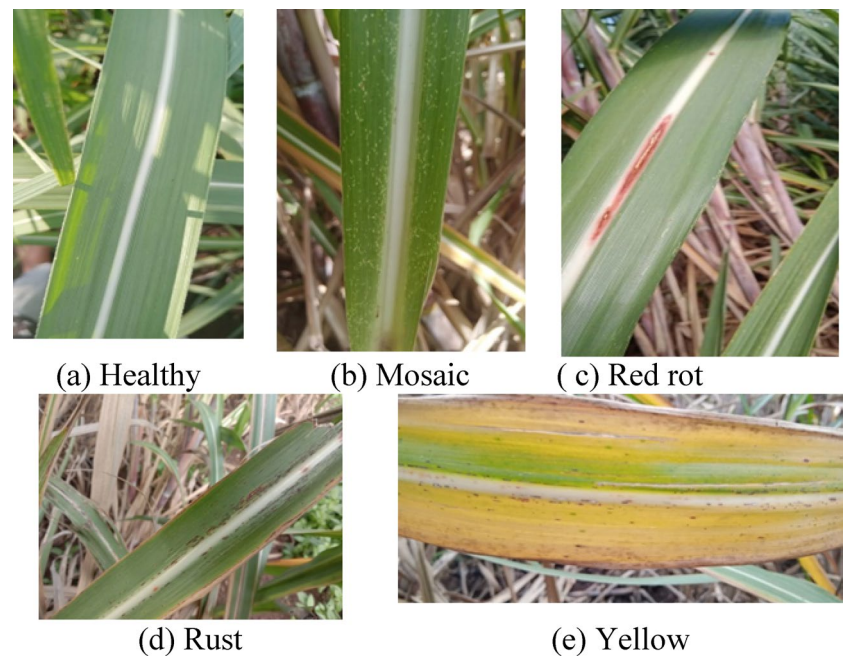 (a) Healthy
(b) Mosaic
( c) Red rot
(d) Rust
(e) Yellow